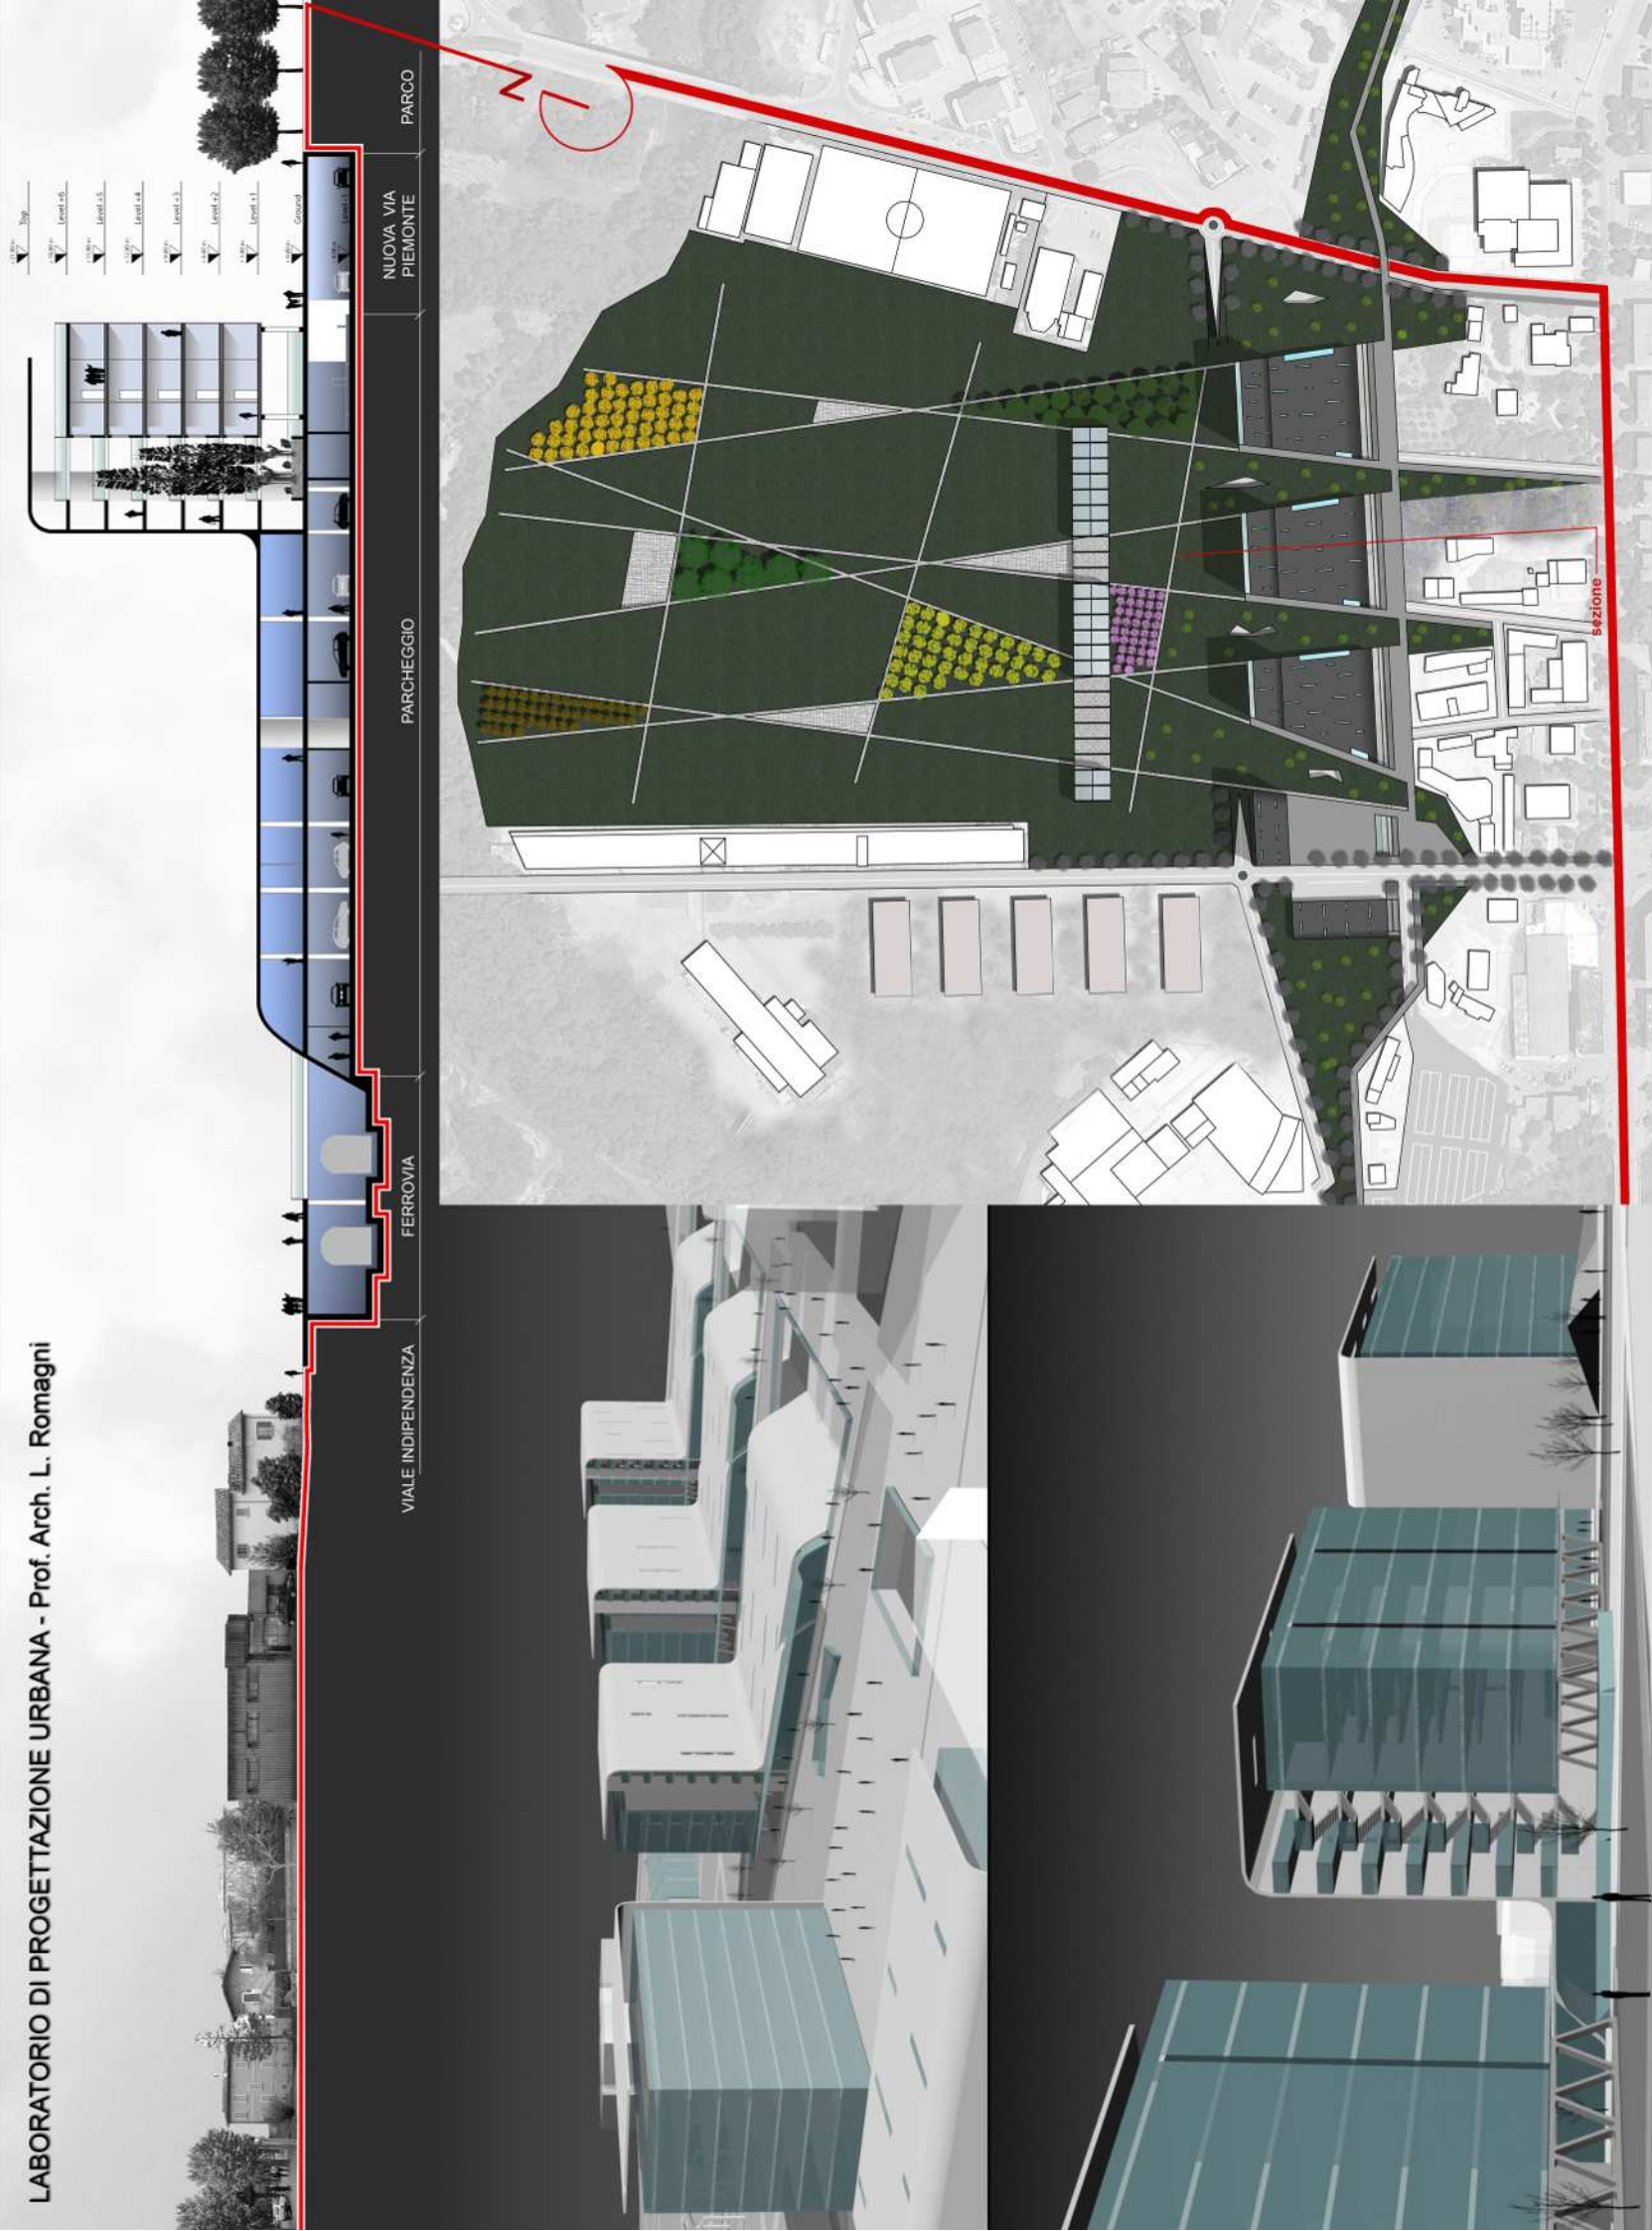 LABORATORIO DI PROGETTAZIONE URBANA - Prof. Arch. L. Romagni
Top
Level +6
Level +5
Level +4
Level +3
Level +2
Level +1
Ground
Level -1
VIALE INDIPENDENZA
FERROVIA
PARCHEGGIO
NUOVA VIA
PIEMONTE
PARCO
N
sezione